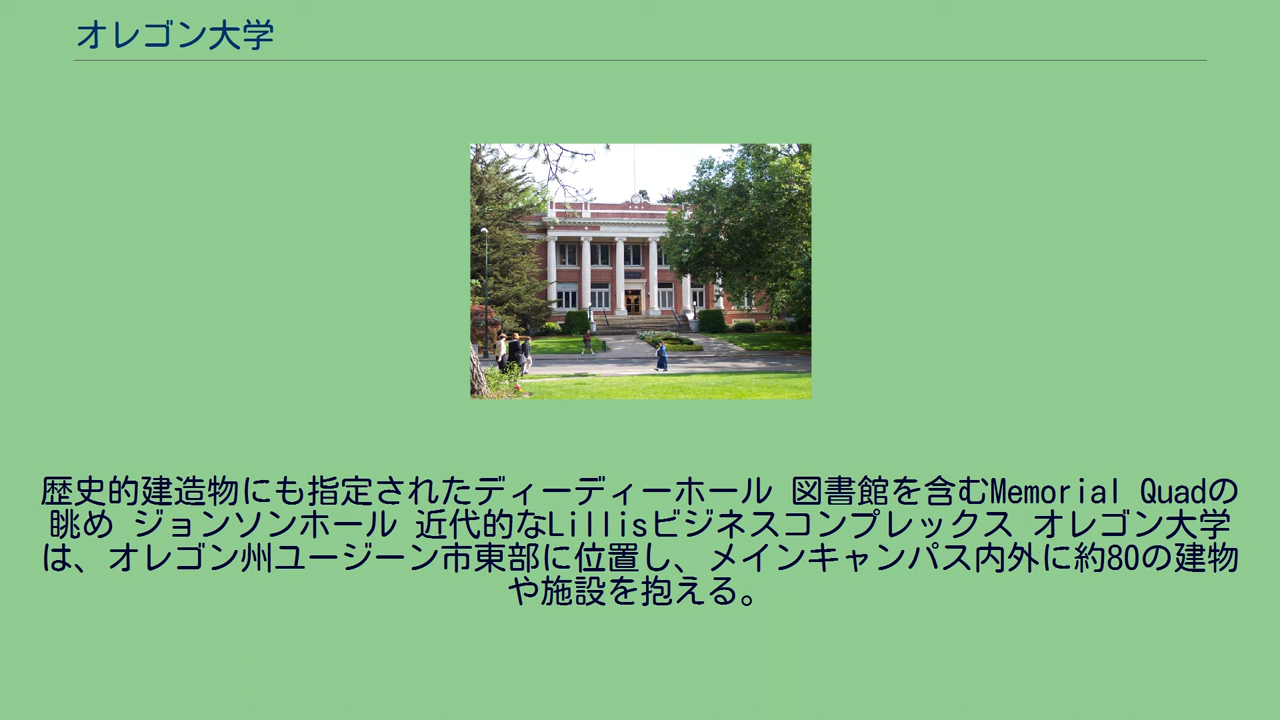 オレゴン大学
歴史的建造物にも指定されたディーディーホール 図書館を含むMemorial Quadの
眺め ジョンソンホール 近代的なLillisビジネスコンプレックス オレゴン大学
は、オレゴン州ユージーン市東部に位置し、メインキャンパス内外に約80の建物
や施設を抱える。